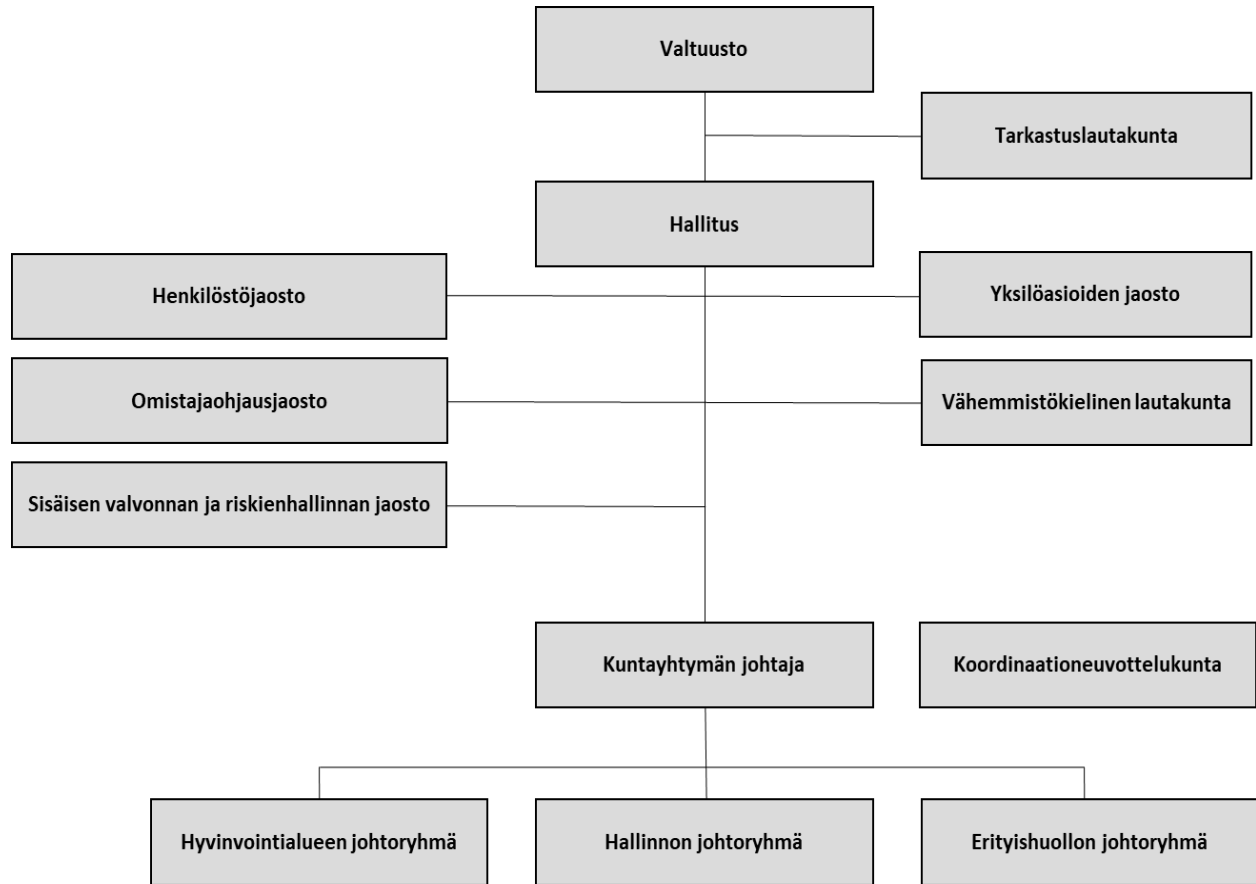 Valtuusto
Tarkastuslautakunta
Hallitus
Henkilöstöjaosto
Yksilöasioiden jaosto
Omistajaohjausjaosto
Vähemmistökielinen lautakunta
Sisäisen valvonnan ja riskienhallinnan jaosto
Kuntayhtymän johtaja
Koordinaationeuvottelukunta
Hyvinvointialueen johtoryhmä
Hallinnon johtoryhmä
Erityishuollon johtoryhmä